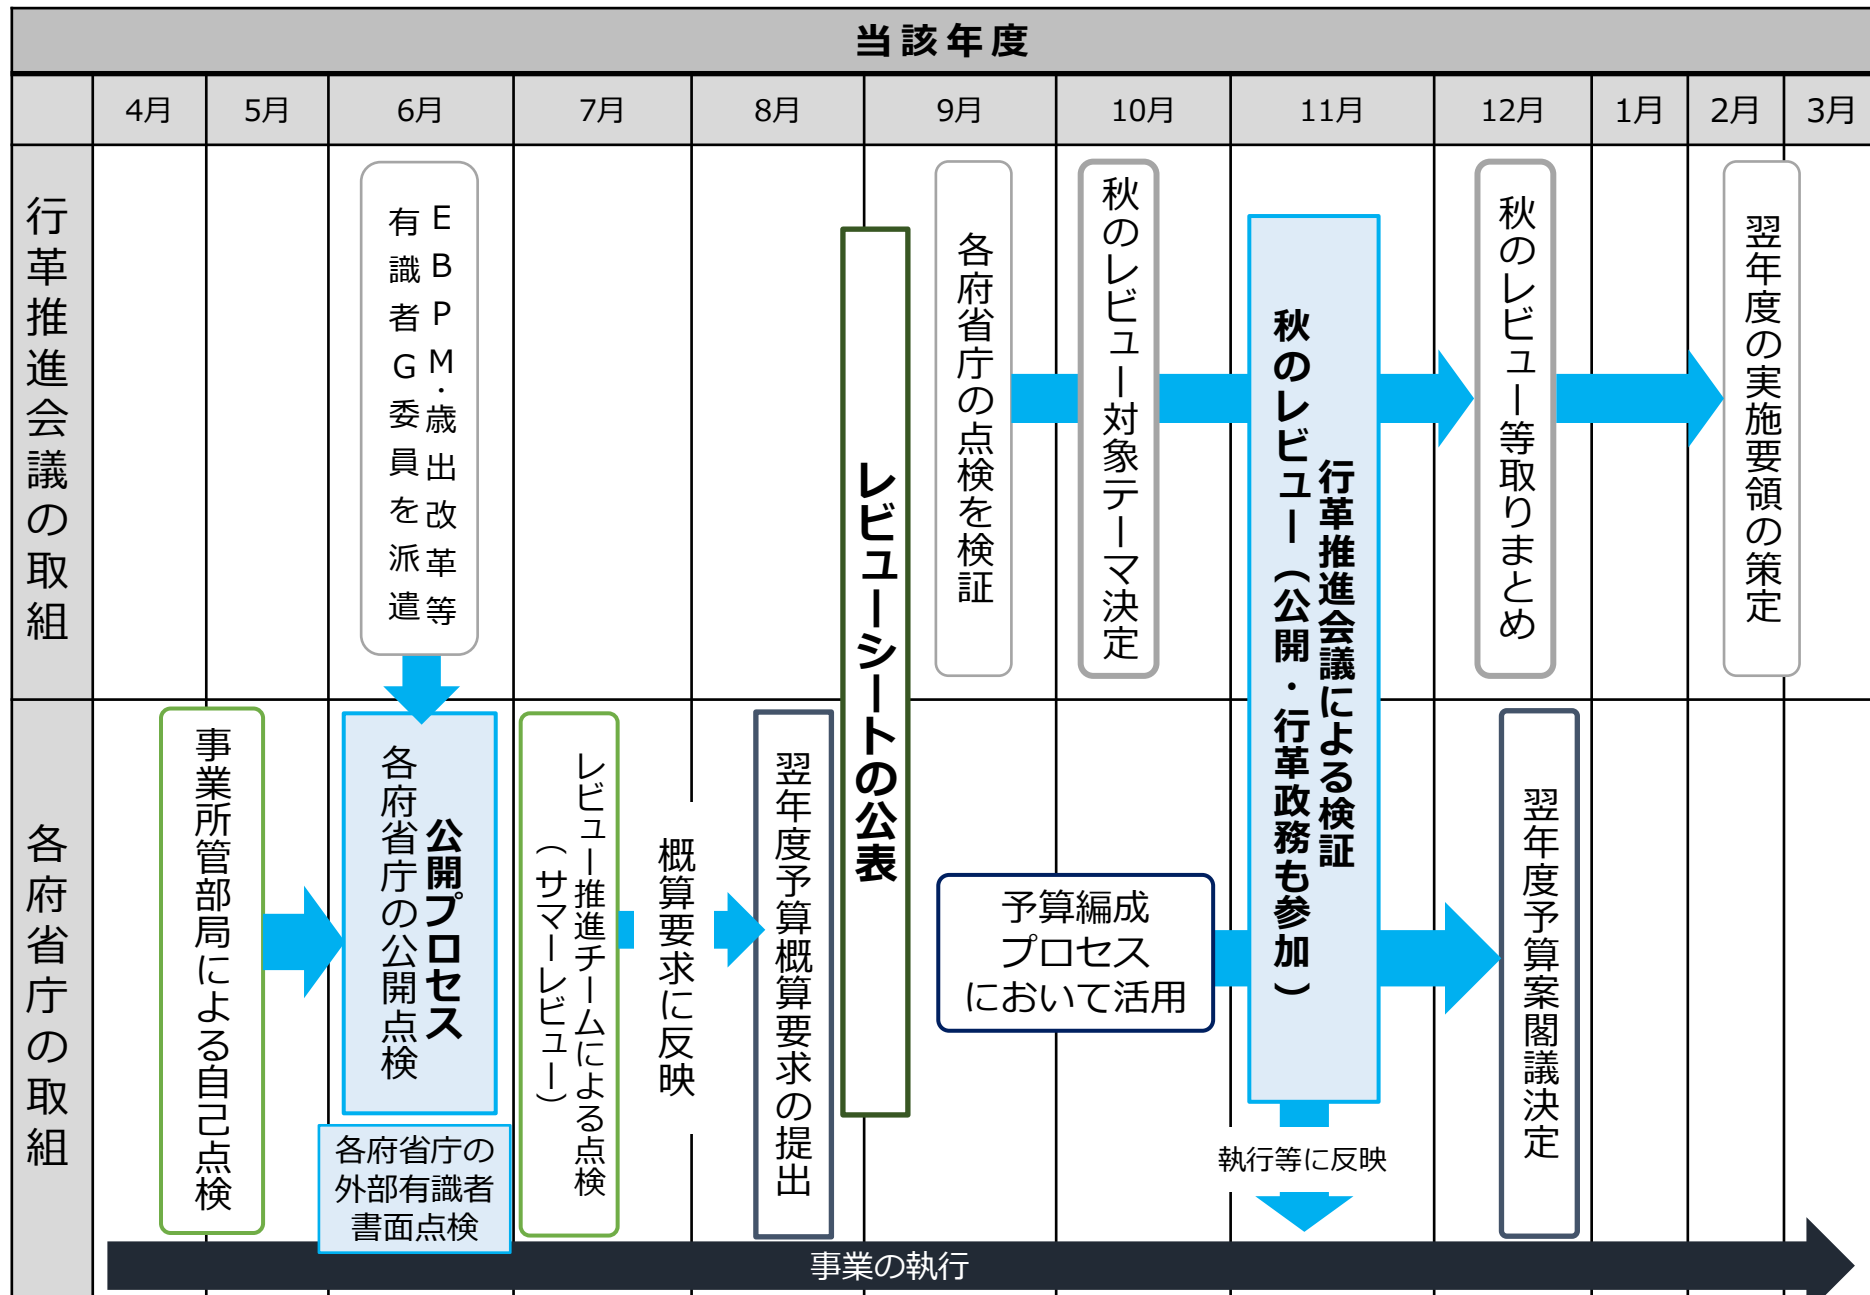 当該年度
4月
5月
6月
7月
8月
9月
10月
11月
12月
1月
2月
3月
行革推進会議の取組
EBPM・歳出改革等
有識者G委員を派遣
レビューシートの公表
各府省庁の点検を検証
秋のレビュー対象テーマ決定
行革推進会議による検証
秋のレビュー（公開・行革政務も参加）
秋のレビュー等取りまとめ
翌年度の実施要領の策定
各府省庁の取組
事業所管部局による自己点検
公開プロセス
各府省庁の公開点検
各府省庁の
外部有識者
書面点検
レビュー推進チームによる点検
（サマーレビュー）
概算要求に反映
翌年度予算概算要求の提出
予算編成
プロセス
において活用
執行等に反映
翌年度予算案閣議決定
事業の執行